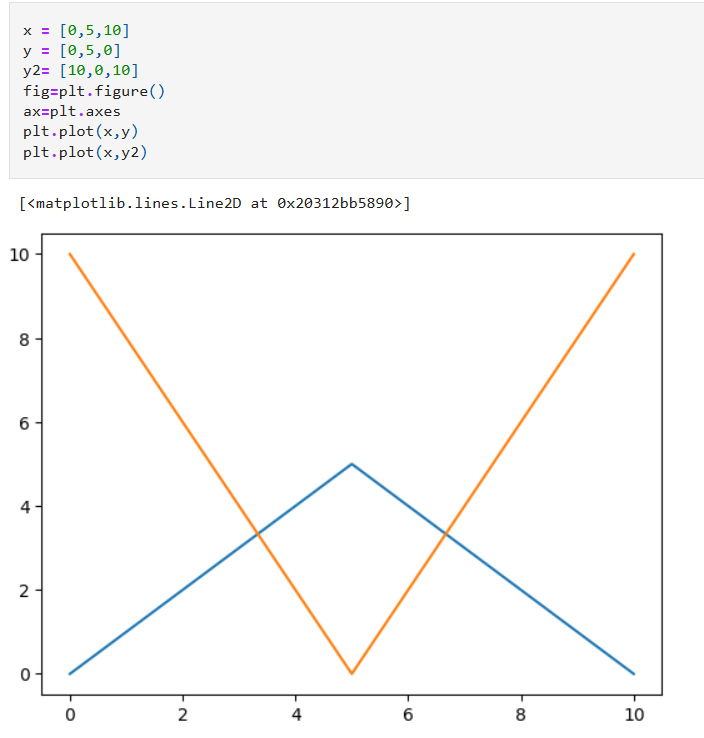 x = [0,5,10]
y = [0,5,0]
y2= [10,0,10]
fig=plt.figure()
ax=plt.axes
plt.plot(x,y)
plt.plot(x,y2)
[<matplotlib.lines.Line2D at 0x20312bb5890>]
10
8
6
4
2
0
0 2 4 6 8 10